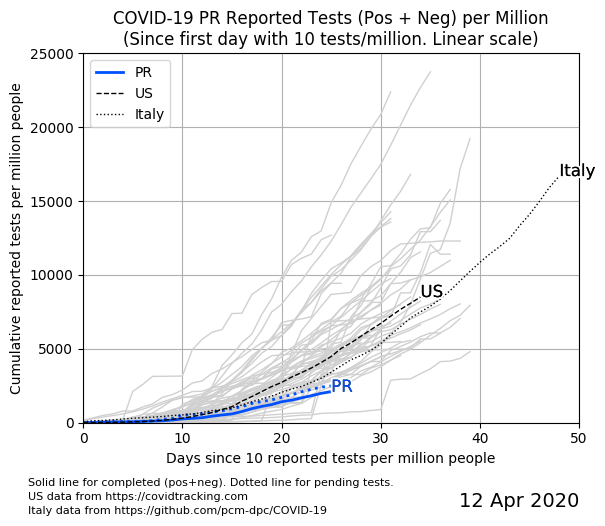 COVID-19 PR Reported Tests (Pos + Neg) per Million
(Since first day with 10 tests/million. Linear scale)
25000
20000
15000
10000
5000
0
Cumulative reported tests per million people
PR
US
Italy
Italy
US
PR
0 10 20 30 40 50
Days since 10 reported tests per million people
Solid line for completed (pos+neg). Dotted line for pending tests.
US data from https://covidtracking.com
Italy data from https://github.com/pcm-dpc/COVID-19
12 Apr 2020